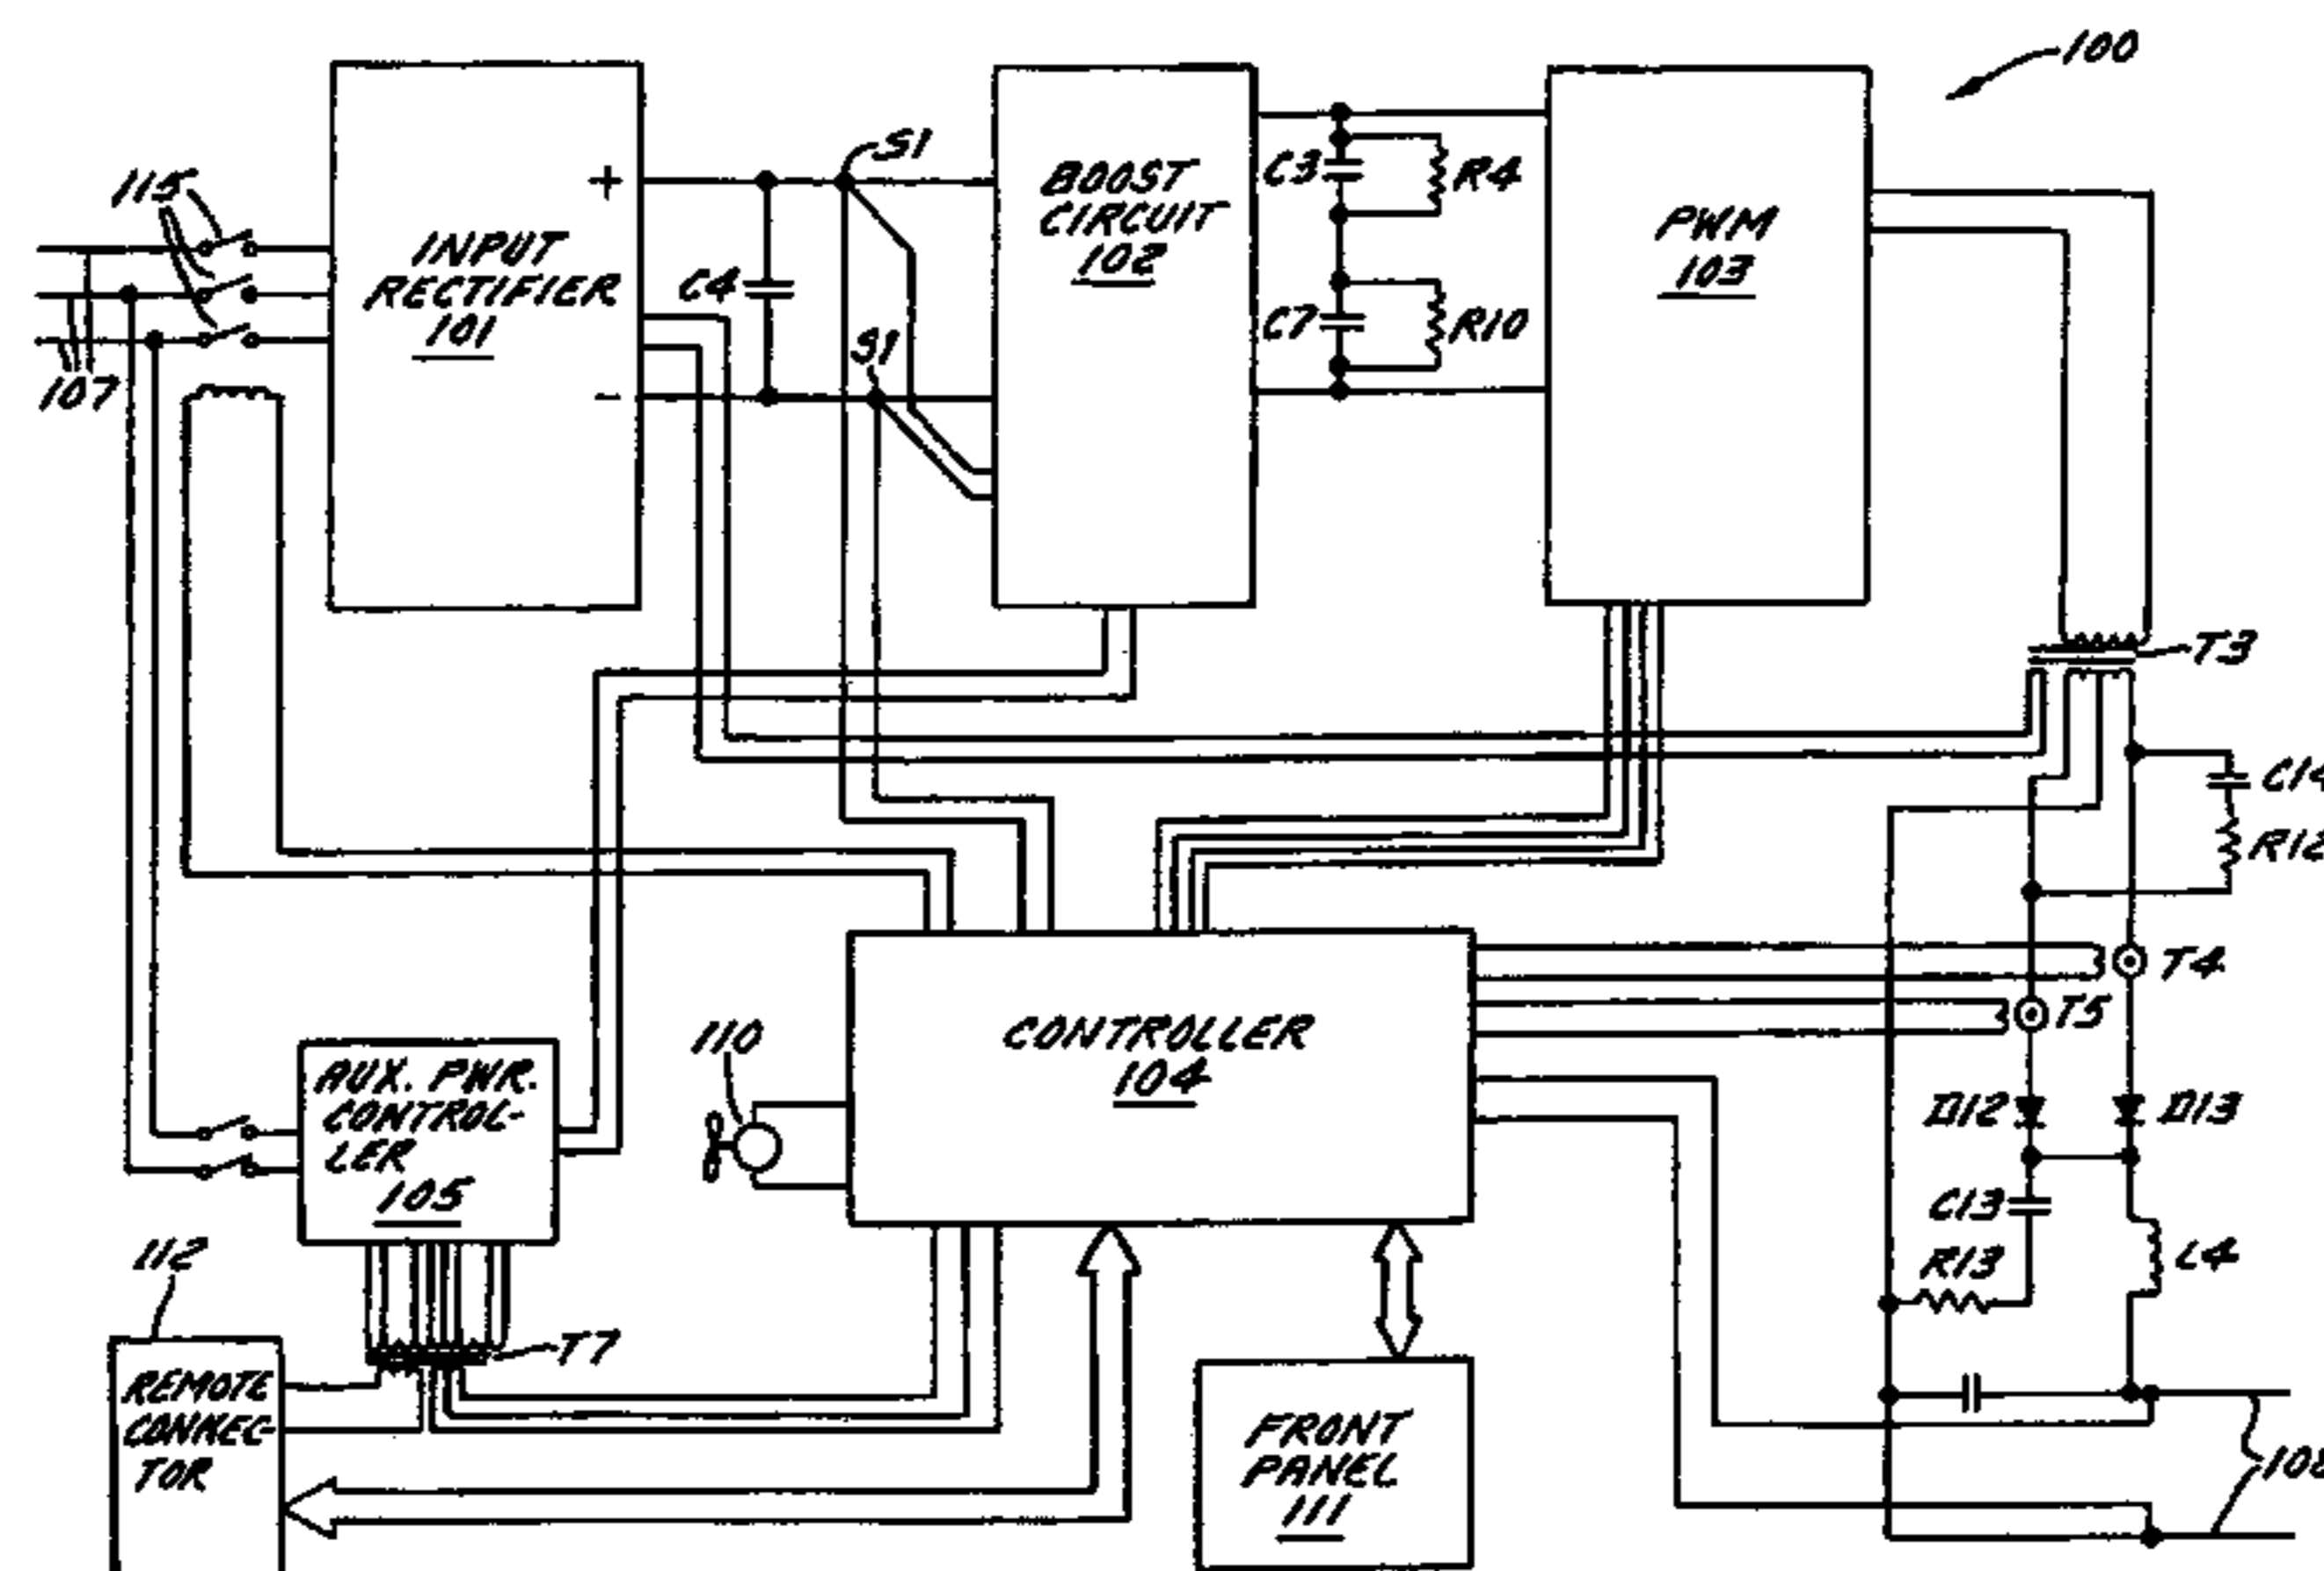 100
S1
115
INPUT
RECTIFIER
101
+
-
C4
S1
BOOST
CIRCUIT
102
C3
R4
C7
R10
PWM
103
107
T3
C14
R12
T4
T5
110
CONTROLLER
104
AUX. PWR.
CONTROL-
LER
105
D12
D13
C13
R13
L4
112
T7
REMOTE
CONNEC-
TOR
FRONT
PANEL
111
108